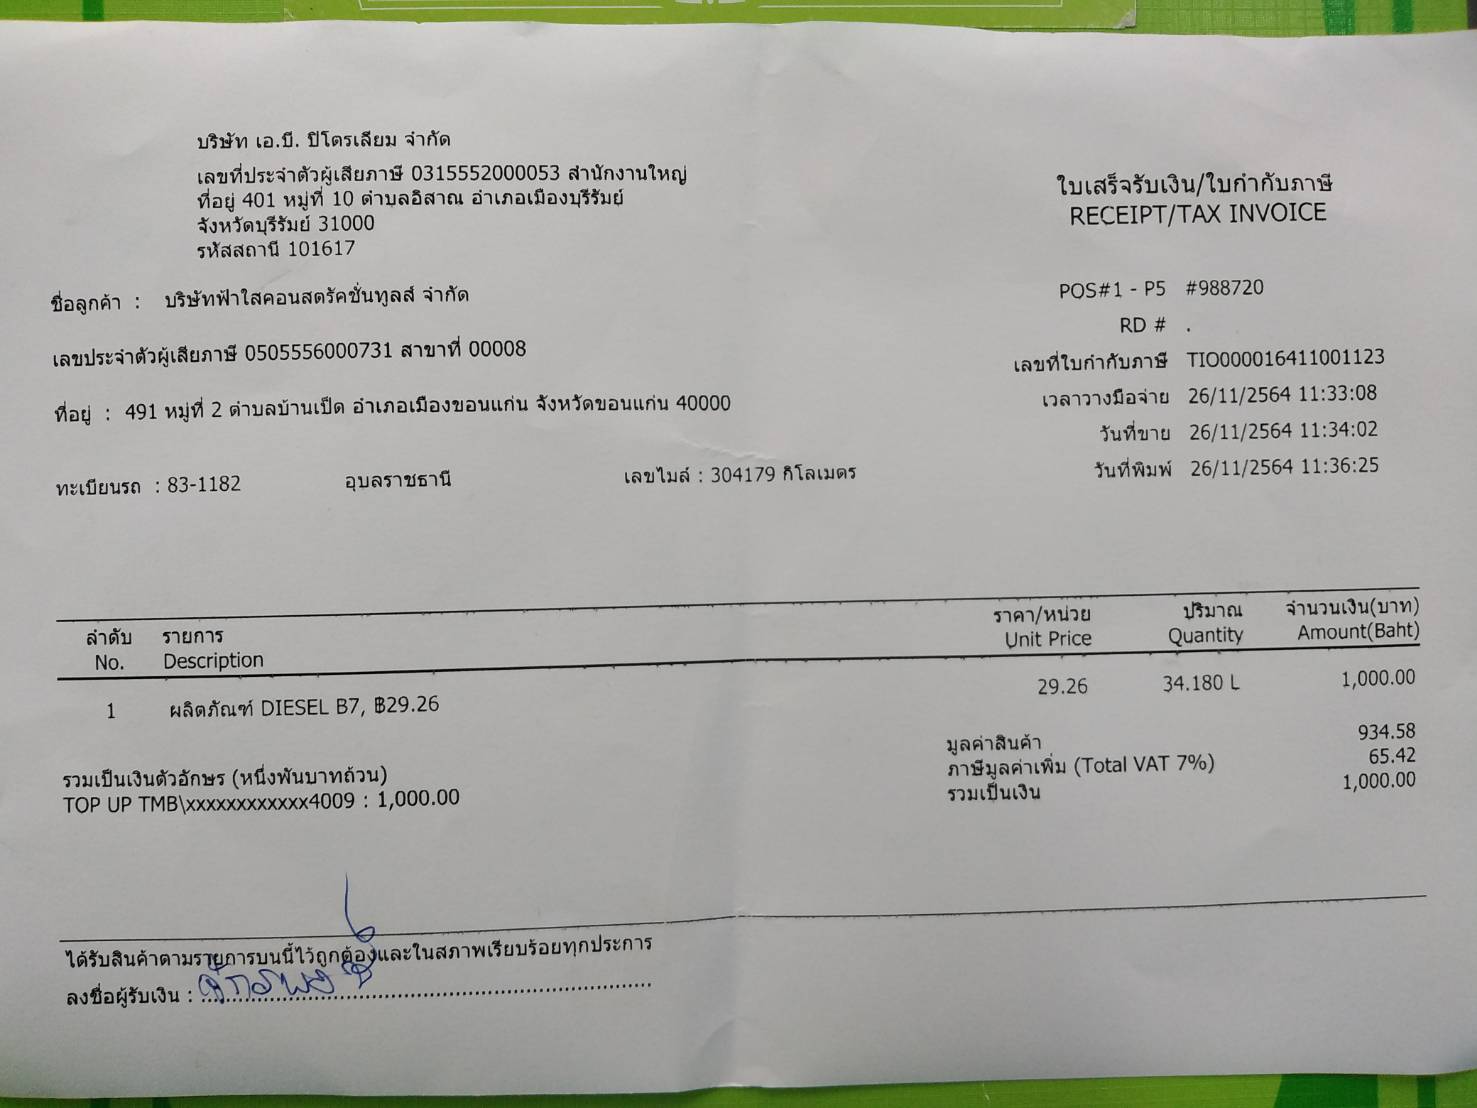 บริษัท เอ.บี. ปิโตรเลียม จำกัด
เลขที่ประจำตัวผู้เสียภาษี 0315552000053 สำนักงานใหญ่
ที่อยู่ 401 หมู่ที่ 10 ตำบลอิสาณ อำเภอเมืองบุรีรัมย์
จังหวัดบุรีรัมย์ 31000
รหัสสถานี 101617
ใบเสร็จรับเงิน/ใบกำกับภาษี
RECEIPT/TAX INVOICE
ชื่อลูกค้า : บริษัทฟ้าใสคอนสตรัคชั่นทูลส์ จำกัด
เลขประจำตัวผู้เสียภาษี 0505556000731 สาขาที่ 00008
ที่อยู่ : 491 หมู่ที่ 2 ตำบลบ้านเป็ด อำเภอเมืองขอนแก่น จังหวัดขอนแก่น 40000
ทะเบียนรถ : 83-1182 อุบลราชธานี เลขไมล์ : 304179 กิโลเมตร
POS#1 - P5 #988720
RD # .
เลขที่ใบกำกับภาษี TIO000016411001123
เวลาวางมือจ่าย 26/11/2564 11:33:08
วันที่ขาย 26/11/2564 11:34:02
วันที่พิมพ์ 26/11/2564 11:36:25
ลำดับ รายการ ราคา/หน่วย ปริมาณ จำนวนเงิน(บาท)
No. Description Unit Price Quantity Amount(Baht)
1 ผลิตภัณฑ์ DIESEL B7, ฿29.26 29.26 34.180 L 1,000.00
มูลค่าสินค้า 934.58
ภาษีมูลค่าเพิ่ม (Total VAT 7%) 65.42
รวมเป็นเงิน 1,000.00
รวมเป็นเงินตัวอักษร (หนึ่งพันบาทถ้วน)
TOP UP TMB\xxxxxxxxxxxx4009 : 1,000.00
ได้รับสินค้าตามรายการบนนี้ไว้ถูกต้องและในสภาพเรียบร้อยทุกประการ
ลงชื่อผู้รับเงิน :